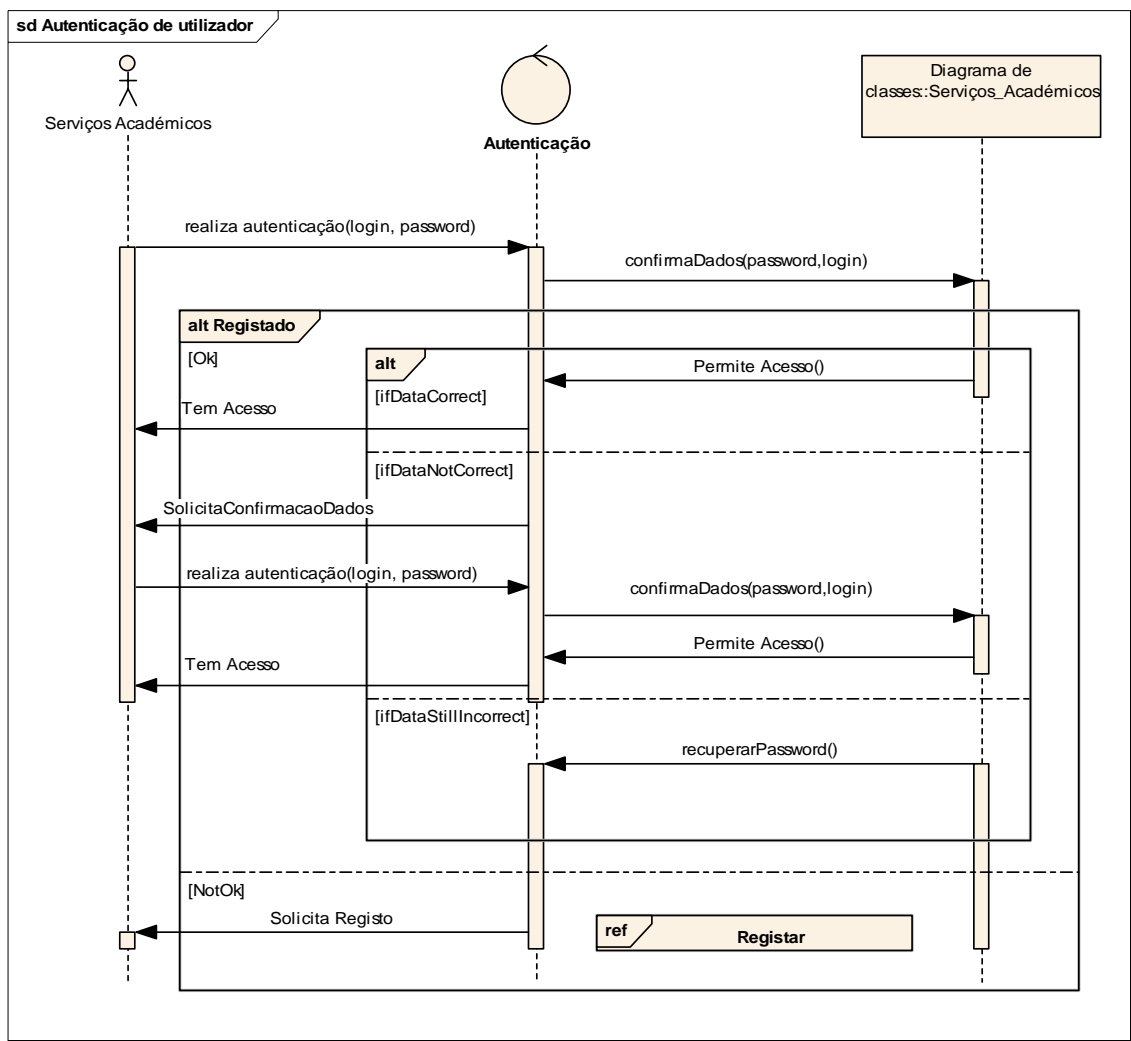 sd Autenticação de utilizador
Serviços Académicos
Autenticação
Diagrama de
classes::Serviços_Académicos
realiza autenticação(login, password)
confirmaDados(password,login)
alt Registado
[Ok]
alt
Permite Acesso()
[ifDataCorrect]
Tem Acesso
[ifDataNotCorrect]
SolicitaConfirmacaoDados
realiza autenticação(login, password)
confirmaDados(password,login)
Permite Acesso()
Tem Acesso
[ifDataStillIncorrect]
recuperarPassword()
[NotOk]
Solicita Registo
ref
Registar